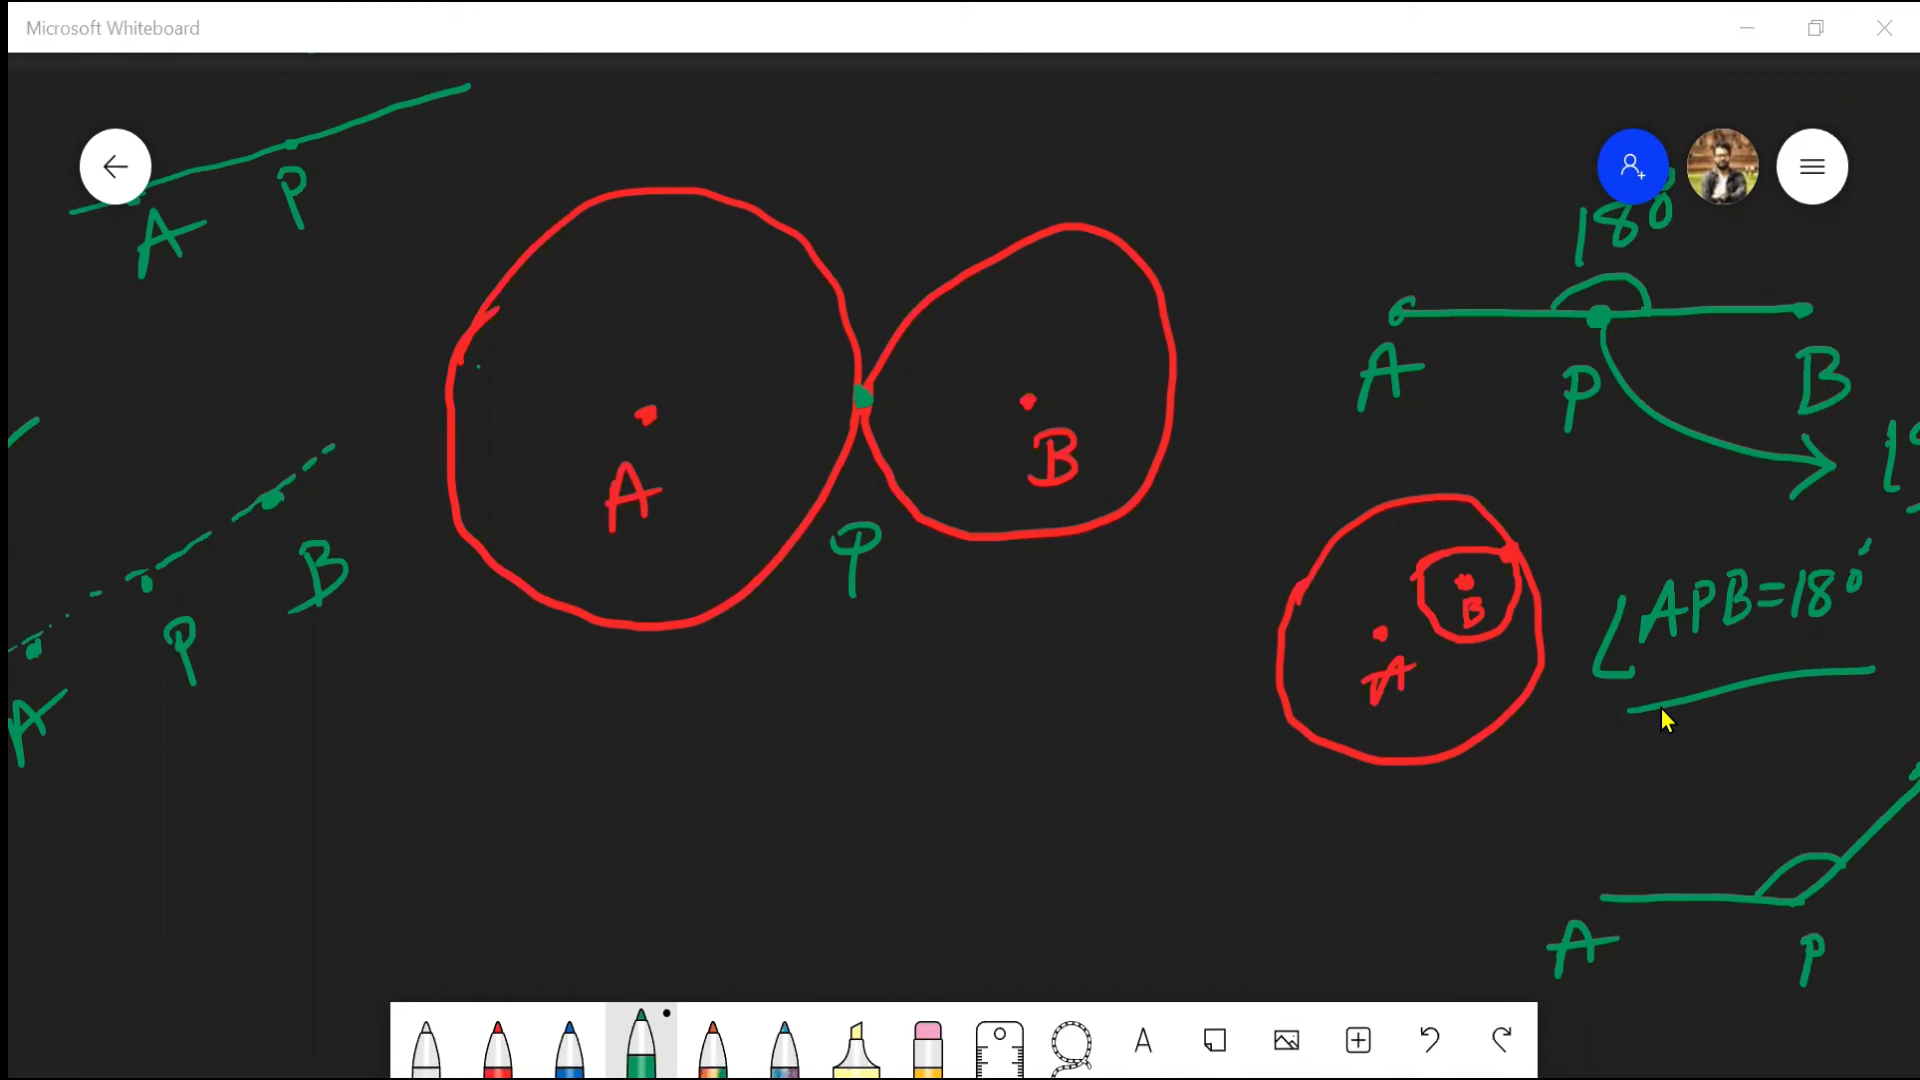 Microsoft Whiteboard
A P
A P B
A P B
180°
A P B
A B
∠APB=180°
A P
A